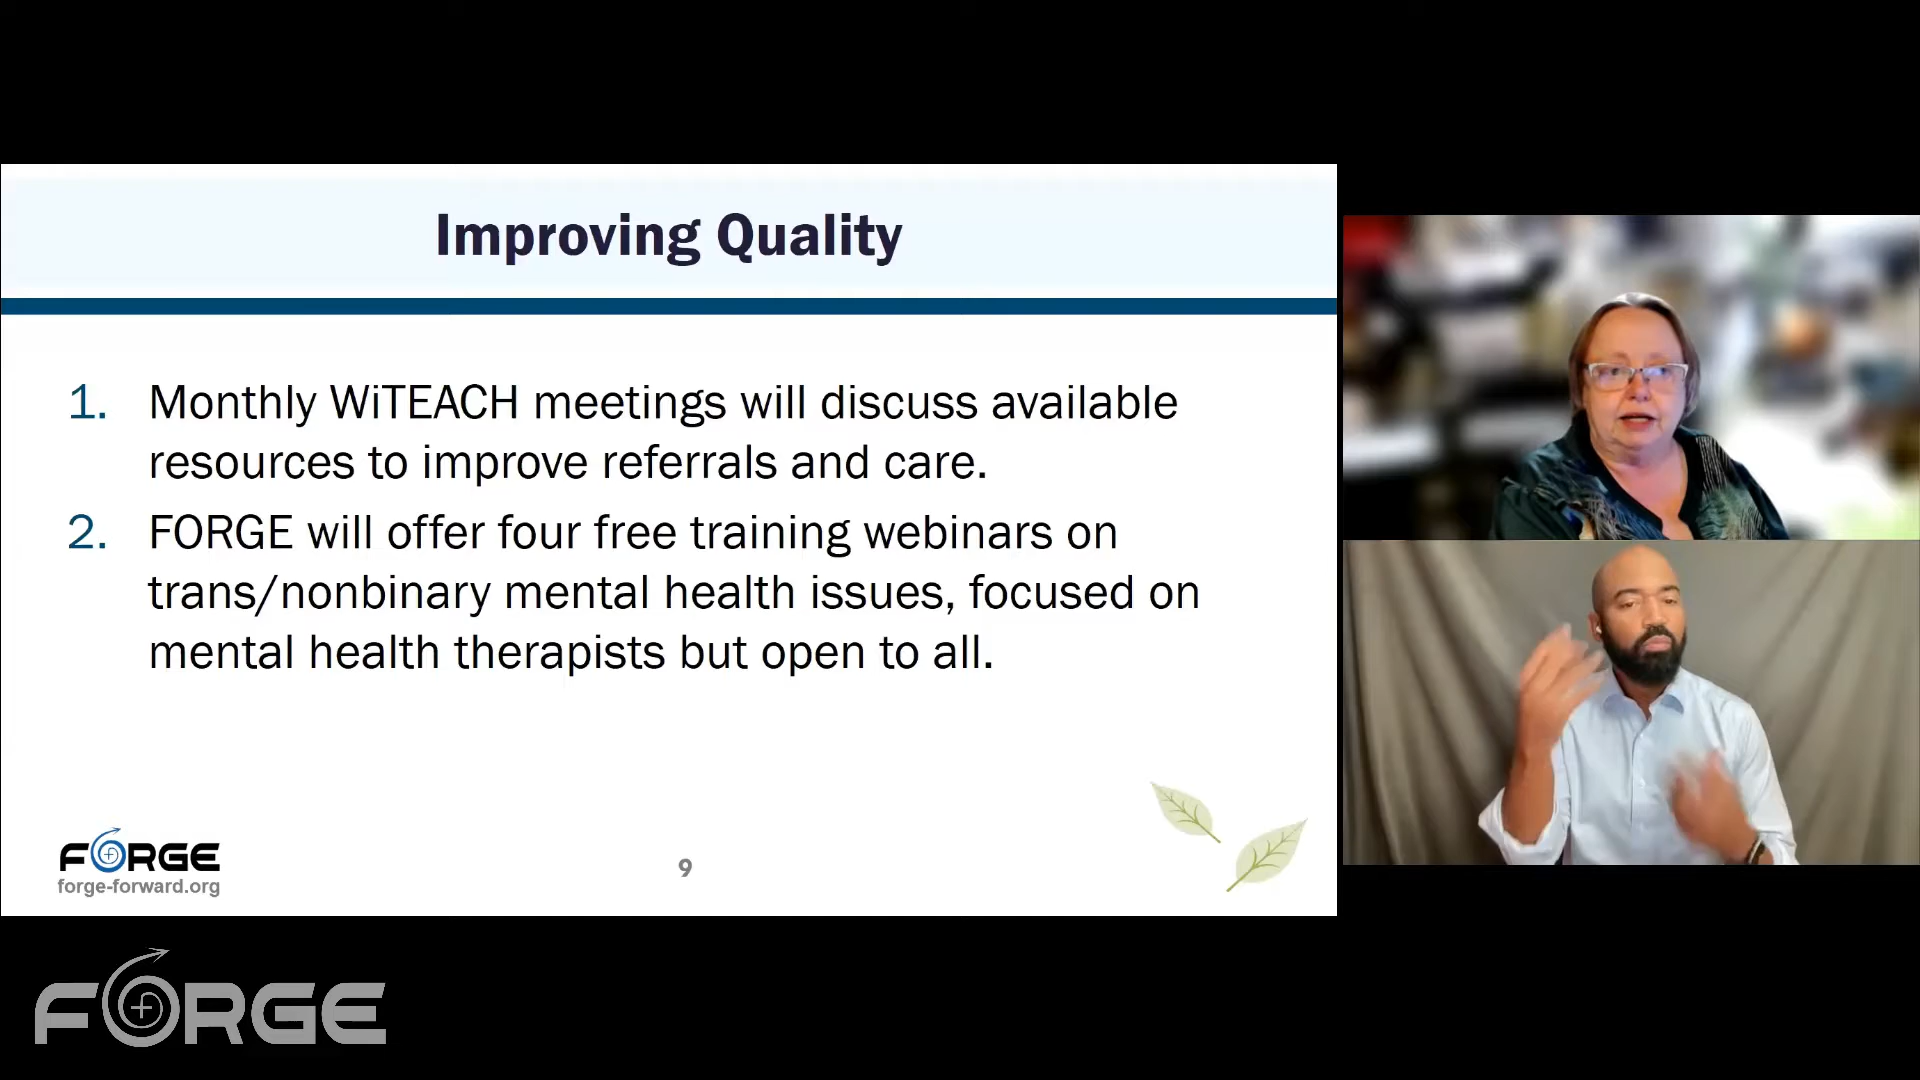 Improving Quality
1. Monthly WiTEACH meetings will discuss available
resources to improve referrals and care.
2. FORGE will offer four free training webinars on
trans/nonbinary mental health issues, focused on
mental health therapists but open to all.
FORGE
forge-forward.org
9
FORGE